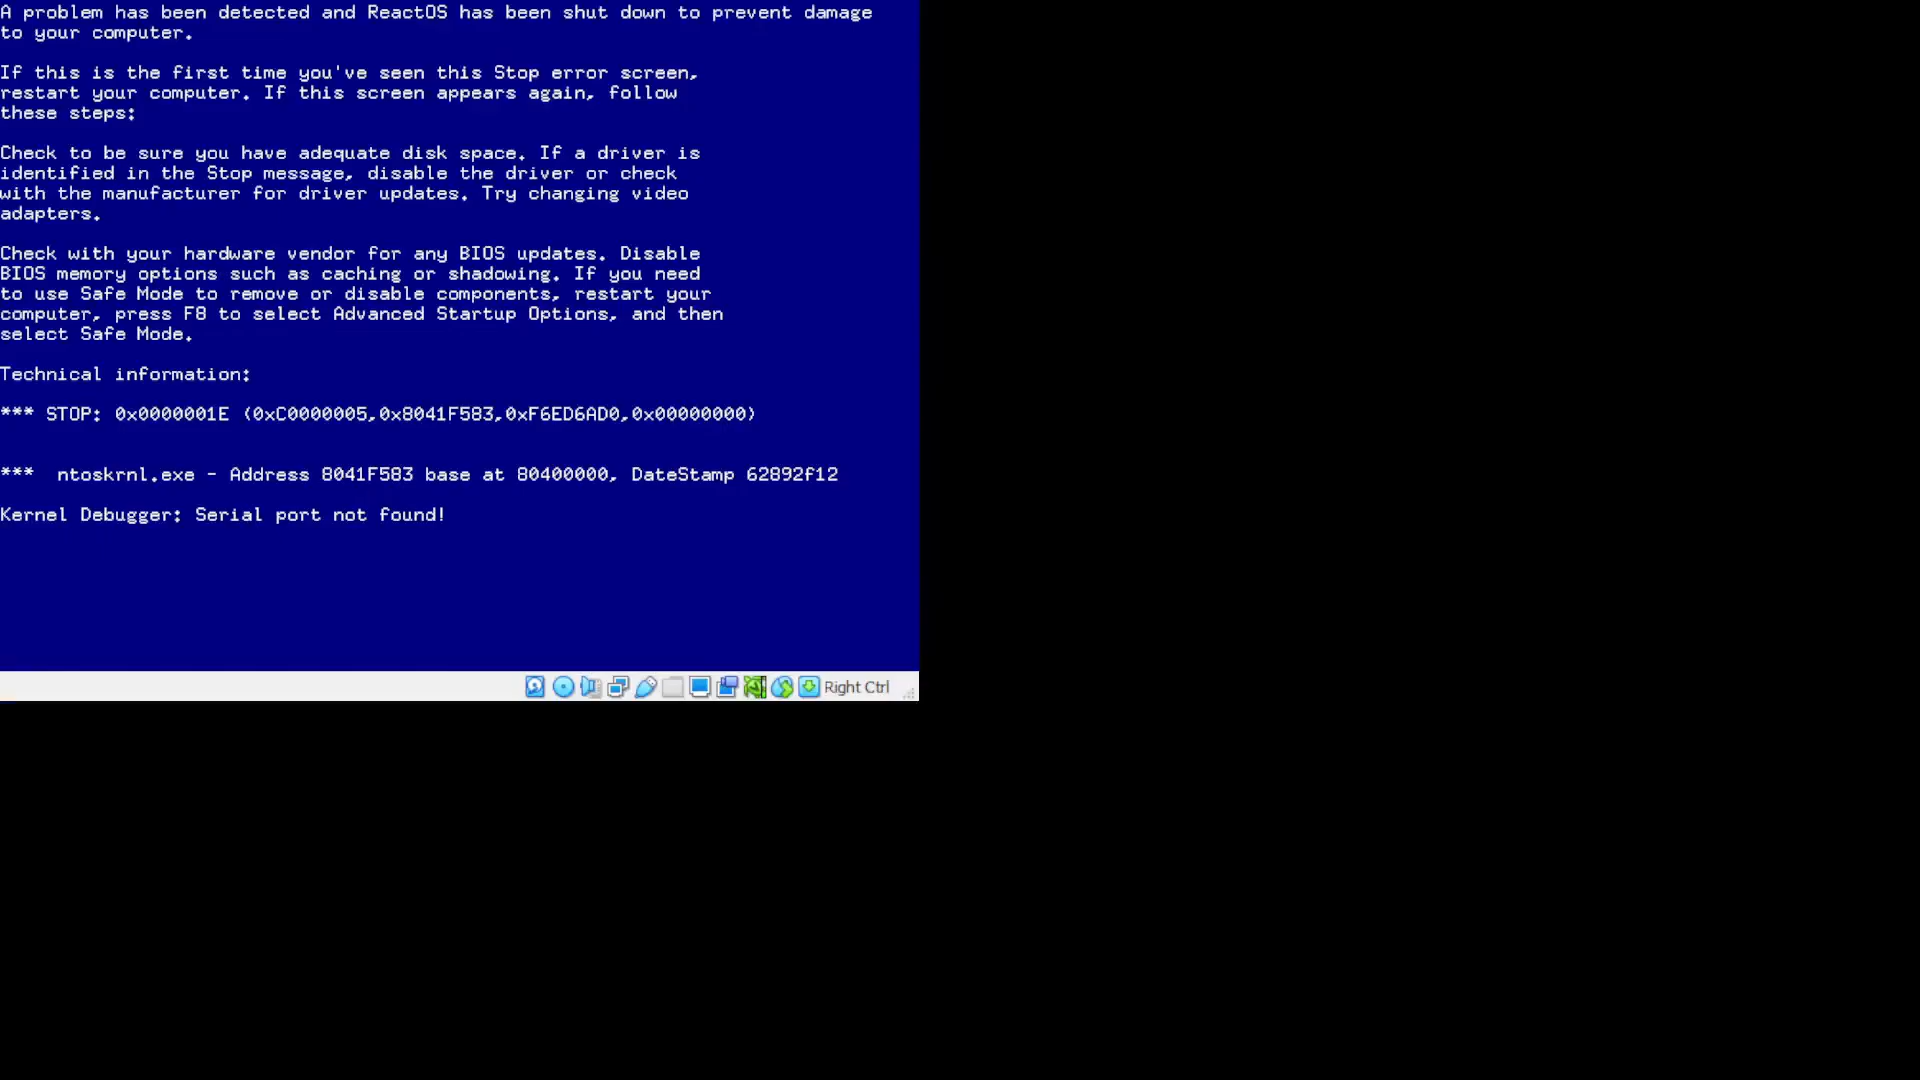 A problem has been detected and ReactOS has been shut down to prevent damage
to your computer.
If this is the first time you've seen this Stop error screen,
restart your computer. If this screen appears again, follow
these steps:
Check to be sure you have adequate disk space. If a driver is
identified in the Stop message, disable the driver or check
with the manufacturer for driver updates. Try changing video
adapters.
Check with your hardware vendor for any BIOS updates. Disable
BIOS memory options such as caching or shadowing. If you need
to use Safe Mode to remove or disable components, restart your
computer, press F8 to select Advanced Startup Options, and then
select Safe Mode.
Technical information:
*** STOP: 0x0000001E (0xC0000005,0x8041F583,0xF6ED6AD0,0x00000000)
***  ntoskrnl.exe - Address 8041F583 base at 80400000, DateStamp 62892f12
Kernel Debugger: Serial port not found!
Right Ctrl